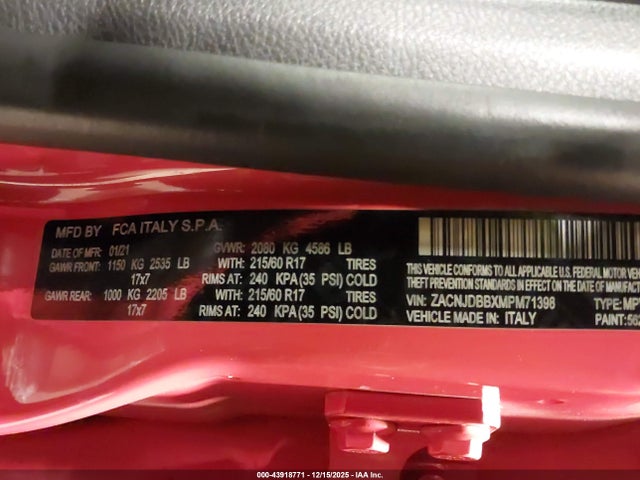 MFD BY FCA ITALY S.P.A.
DATE OF MFR 01/21 GVWR: 2080 KG 4586 LB
GAWR FRONT: 1150 KG 2535 LB WITH: 215/60 R17 TIRES
17x7 RIMS AT: 240 KPA (35 PSI) COLD
GAWR REAR: 1000 KG 2205 LB WITH: 215/60 R17 TIRES
17x7 RIMS AT: 240 KPA (35 PSI) COLD
THIS VEHICLE CONFORMS TO ALL APPLICABLE U.S. FEDERAL MOTOR VEHIC
THEFT PREVENTION STANDARDS IN EFFECT ON THE DATE OF MANUFAC
VIN: ZACNJDBBXMPM71398 TYPE: MP
VEHICLE MADE IN: ITALY PAINT: 562
000-43918771 - 12/15/2025 - IAA Inc.